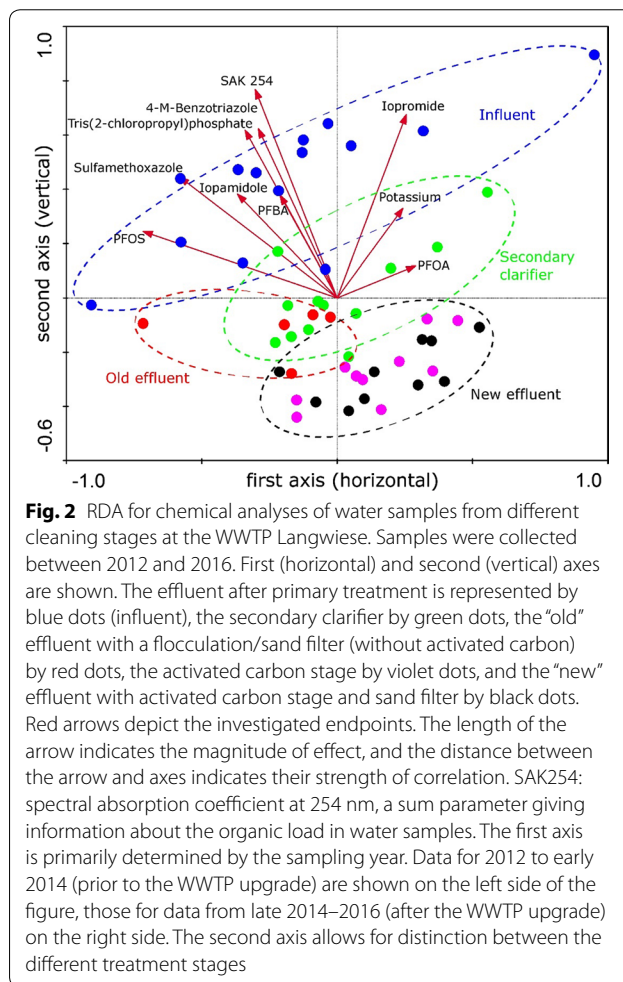 1.0
SAK 254
4-M-Benzotriazole
Tris(2-chloropropyl)phosphate
Iopromide
Influent
Sulfamethoxazole
Iopamidole
PFBA
Potassium
PFOS
PFOA
Secondary
clarifier
second axis (vertical)
Old effluent
New effluent
-0.6
-1.0 first axis (horizontal) 1.0
Fig. 2 RDA for chemical analyses of water samples from different
cleaning stages at the WWTP Langwiese. Samples were collected
between 2012 and 2016. First (horizontal) and second (vertical) axes
are shown. The effluent after primary treatment is represented by
blue dots (influent), the secondary clarifier by green dots, the “old”
effluent with a flocculation/sand filter (without activated carbon)
by red dots, the activated carbon stage by violet dots, and the “new”
effluent with activated carbon stage and sand filter by black dots.
Red arrows depict the investigated endpoints. The length of the
arrow indicates the magnitude of effect, and the distance between
the arrow and axes indicates their strength of correlation. SAK254:
spectral absorption coefficient at 254 nm, a sum parameter giving
information about the organic load in water samples. The first axis
is primarily determined by the sampling year. Data for 2012 to early
2014 (prior to the WWTP upgrade) are shown on the left side of the
figure, those for data from late 2014–2016 (after the WWTP upgrade)
on the right side. The second axis allows for distinction between the
different treatment stages